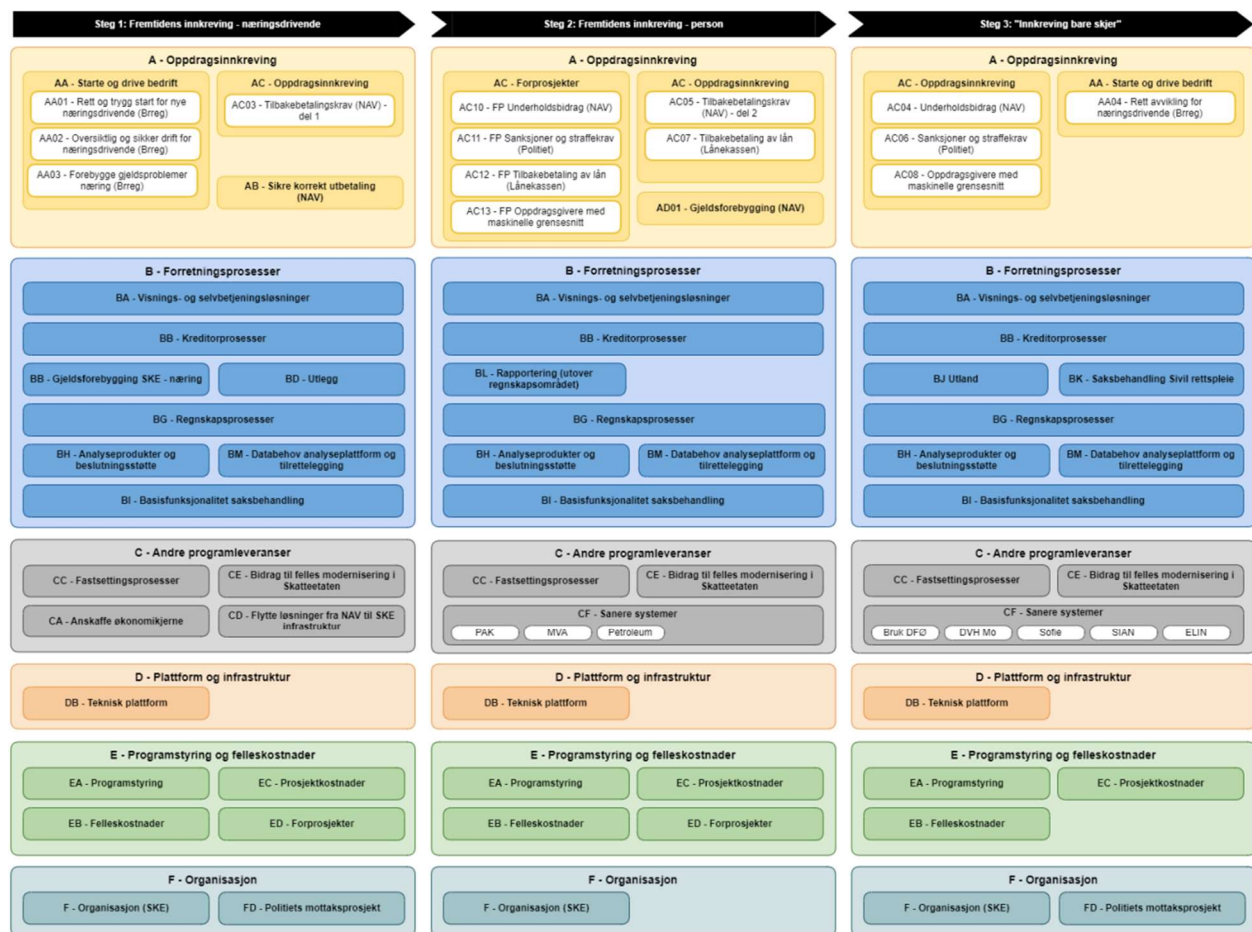 Steg 1: Fremtidens innkreving - næringsdrivende
A - Oppdragsinnkreving
AA - Starte og drive bedrift
AA01 - Rett og trygg start for nye
næringsdrivende (Brreg)
AA02 - Oversiktlig og sikker drift for
næringsdrivende (Brreg)
AA03 - Forebygge gjeldsproblemer
næring (Brreg)
AC - Oppdragsinnkreving
AC03 - Tilbakebetalingskrav (NAV) -
del 1
AB - Sikre korrekt utbetaling
(NAV)
B - Forretningsprosesser
BA - Visnings- og selvbetjeningsløsninger
BB - Kreditorprosesser
BB - Gjeldsforebygging SKE - næring
BD - Utlegg
BG - Regnskapsprosesser
BH - Analyseprodukter og
beslutningsstøtte
BM - Databehov analyseplattform og
tilrettelegging
BI - Basisfunksjonalitet saksbehandling
C - Andre programleveranser
CC - Fastsettingsprosesser
CE - Bidrag til felles modernisering i
Skatteetaten
CA - Anskaffe økonomikjerne
CD - Flytte løsninger fra NAV til SKE
infrastruktur
D - Plattform og infrastruktur
DB - Teknisk plattform
E - Programstyring og felleskostnader
EA - Programstyring
EC - Prosjektkostnader
EB - Felleskostnader
ED - Forprosjekter
F - Organisasjon
F - Organisasjon (SKE)
FD - Politiets mottaksprosjekt
Steg 2: Fremtidens innkreving - person
A - Oppdragsinnkreving
AC - Forprosjekter
AC10 - FP Underholdsbidrag (NAV)
AC11 - FP Sanksjoner og straffekrav
(Politiet)
AC12 - FP Tilbakebetaling av lån
(Lånekassen)
AC13 - FP Oppdragsgivere med
maskinelle grensesnitt
AC - Oppdragsinnkreving
AC05 - Tilbakebetalingskrav
(NAV) - del 2
AC07 - Tilbakebetaling av lån
(Lånekassen)
AD01 - Gjeldsforebygging (NAV)
B - Forretningsprosesser
BA - Visnings- og selvbetjeningsløsninger
BB - Kreditorprosesser
BL - Rapportering (utover
regnskapsområdet)
BG - Regnskapsprosesser
BH - Analyseprodukter og
beslutningsstøtte
BM - Databehov analyseplattform og
tilrettelegging
BI - Basisfunksjonalitet saksbehandling
C - Andre programleveranser
CC - Fastsettingsprosesser
CE - Bidrag til felles modernisering i
Skatteetaten
CF - Sanere systemer
PAK
MVA
Petroleum
D - Plattform og infrastruktur
DB - Teknisk plattform
E - Programstyring og felleskostnader
EA - Programstyring
EC - Prosjektkostnader
EB - Felleskostnader
ED - Forprosjekter
F - Organisasjon
F - Organisasjon (SKE)
Steg 3: "Innkreving bare skjer"
A - Oppdragsinnkreving
AC - Oppdragsinnkreving
AC04 - Underholdsbidrag (NAV)
AC06 - Sanksjoner og straffekrav
(Politiet)
AC08 - Oppdragsgivere med
maskinelle grensesnitt
AA - Starte og drive bedrift
AA04 - Rett avvikling for
næringsdrivende (Brreg)
B - Forretningsprosesser
BA - Visnings- og selvbetjeningsløsninger
BB - Kreditorprosesser
BJ Utland
BK - Saksbehandling Sivil rettspleie
BG - Regnskapsprosesser
BH - Analyseprodukter og
beslutningsstøtte
BM - Databehov analyseplattform og
tilrettelegging
BI - Basisfunksjonalitet saksbehandling
C - Andre programleveranser
CC - Fastsettingsprosesser
CE - Bidrag til felles modernisering i
Skatteetaten
CF - Sanere systemer
Bruk DFØ
DVH Mo
Sofie
SIAN
ELIN
D - Plattform og infrastruktur
DB - Teknisk plattform
E - Programstyring og felleskostnader
EA - Programstyring
EC - Prosjektkostnader
EB - Felleskostnader
F - Organisasjon
F - Organisasjon (SKE)
FD - Politiets mottaksprosjekt